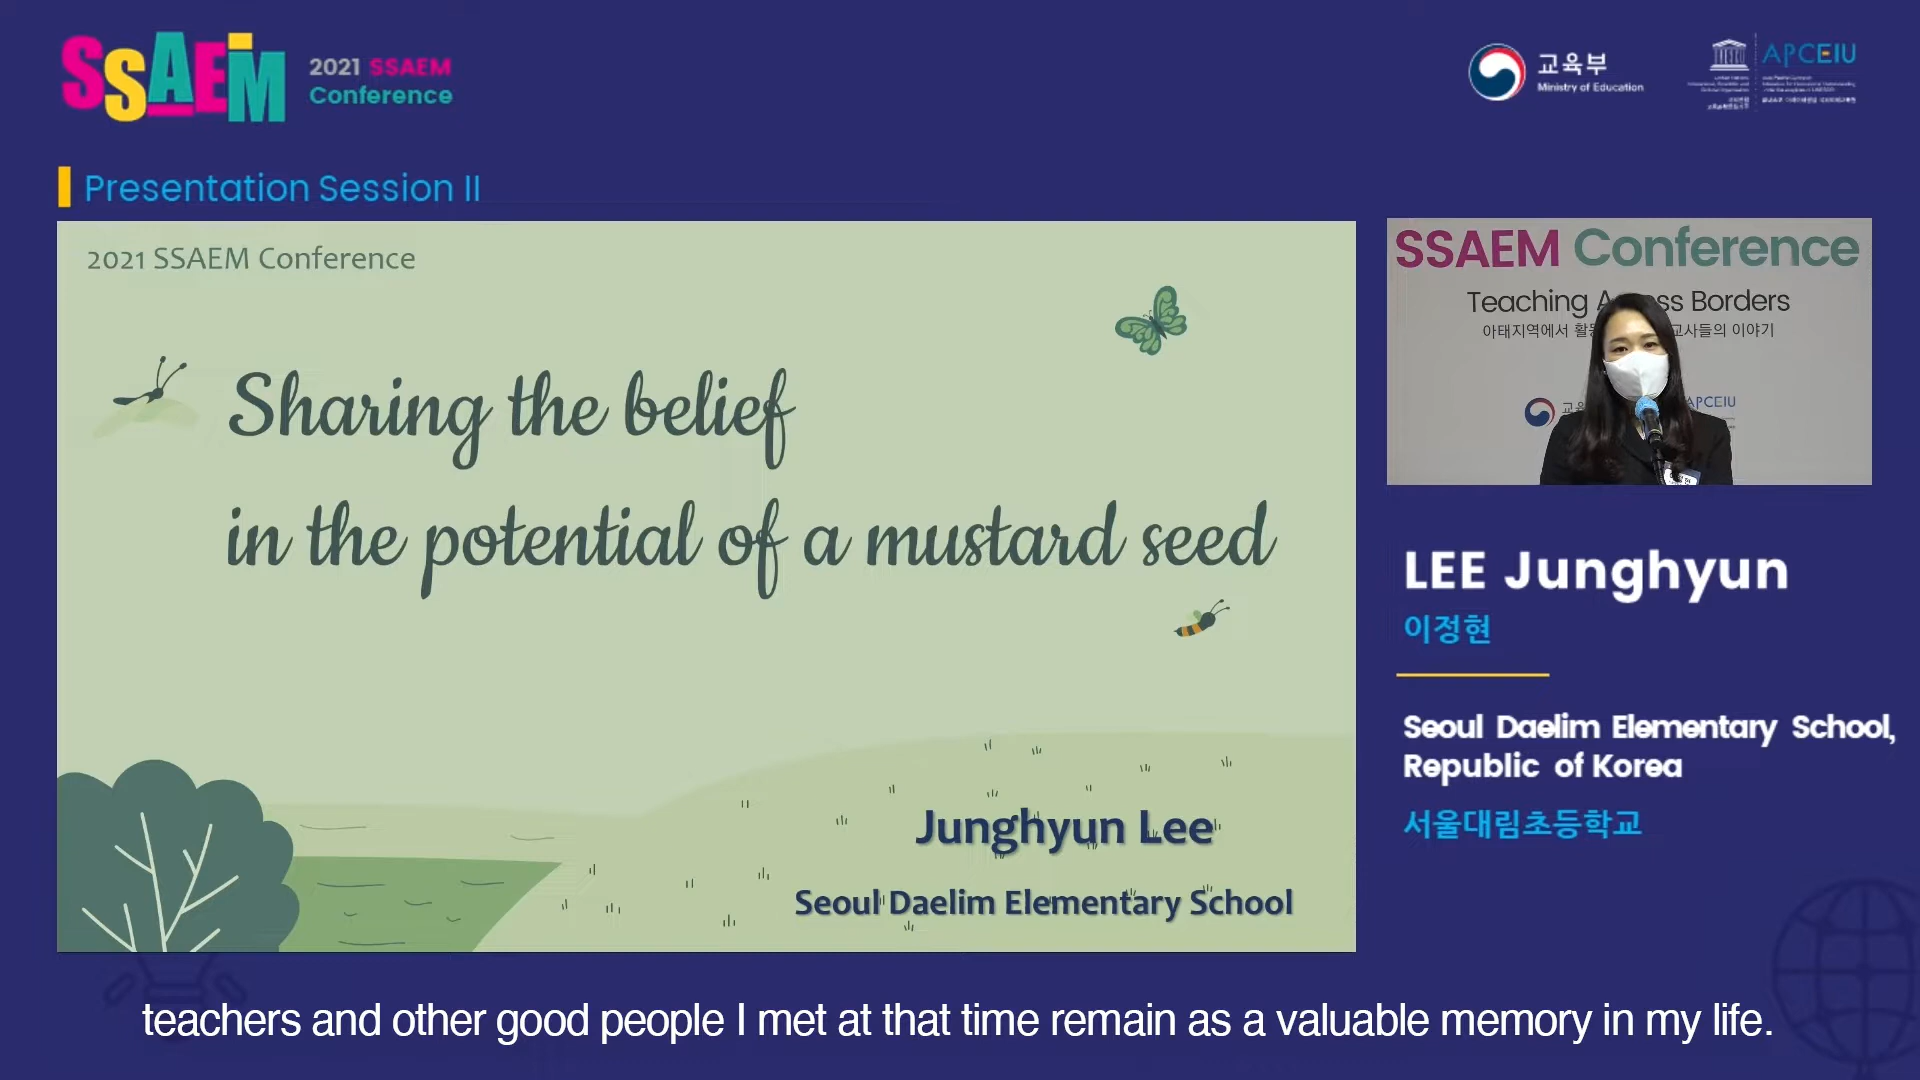 SSAEM
2021 SSAEM
Conference
교육부
Ministry of Education
APCEIU
Presentation Session II
2021 SSAEM Conference
Sharing the belief
in the potential of a mustard seed
Junghyun Lee
Seoul Daelim Elementary School
SSAEM Conference
Teaching Borders
아태지역에서 교사들의 이야기
APCEIU
LEE Junghyun
이정현
Seoul Daelim Elementary School,
Republic of Korea
서울대림초등학교
teachers and other good people I met at that time remain as a valuable memory in my life.